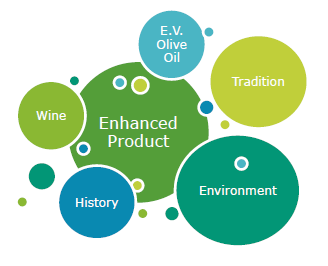 E.V.
Olive
Oil
Tradition
Wine
Enhanced
Product
Environment
History